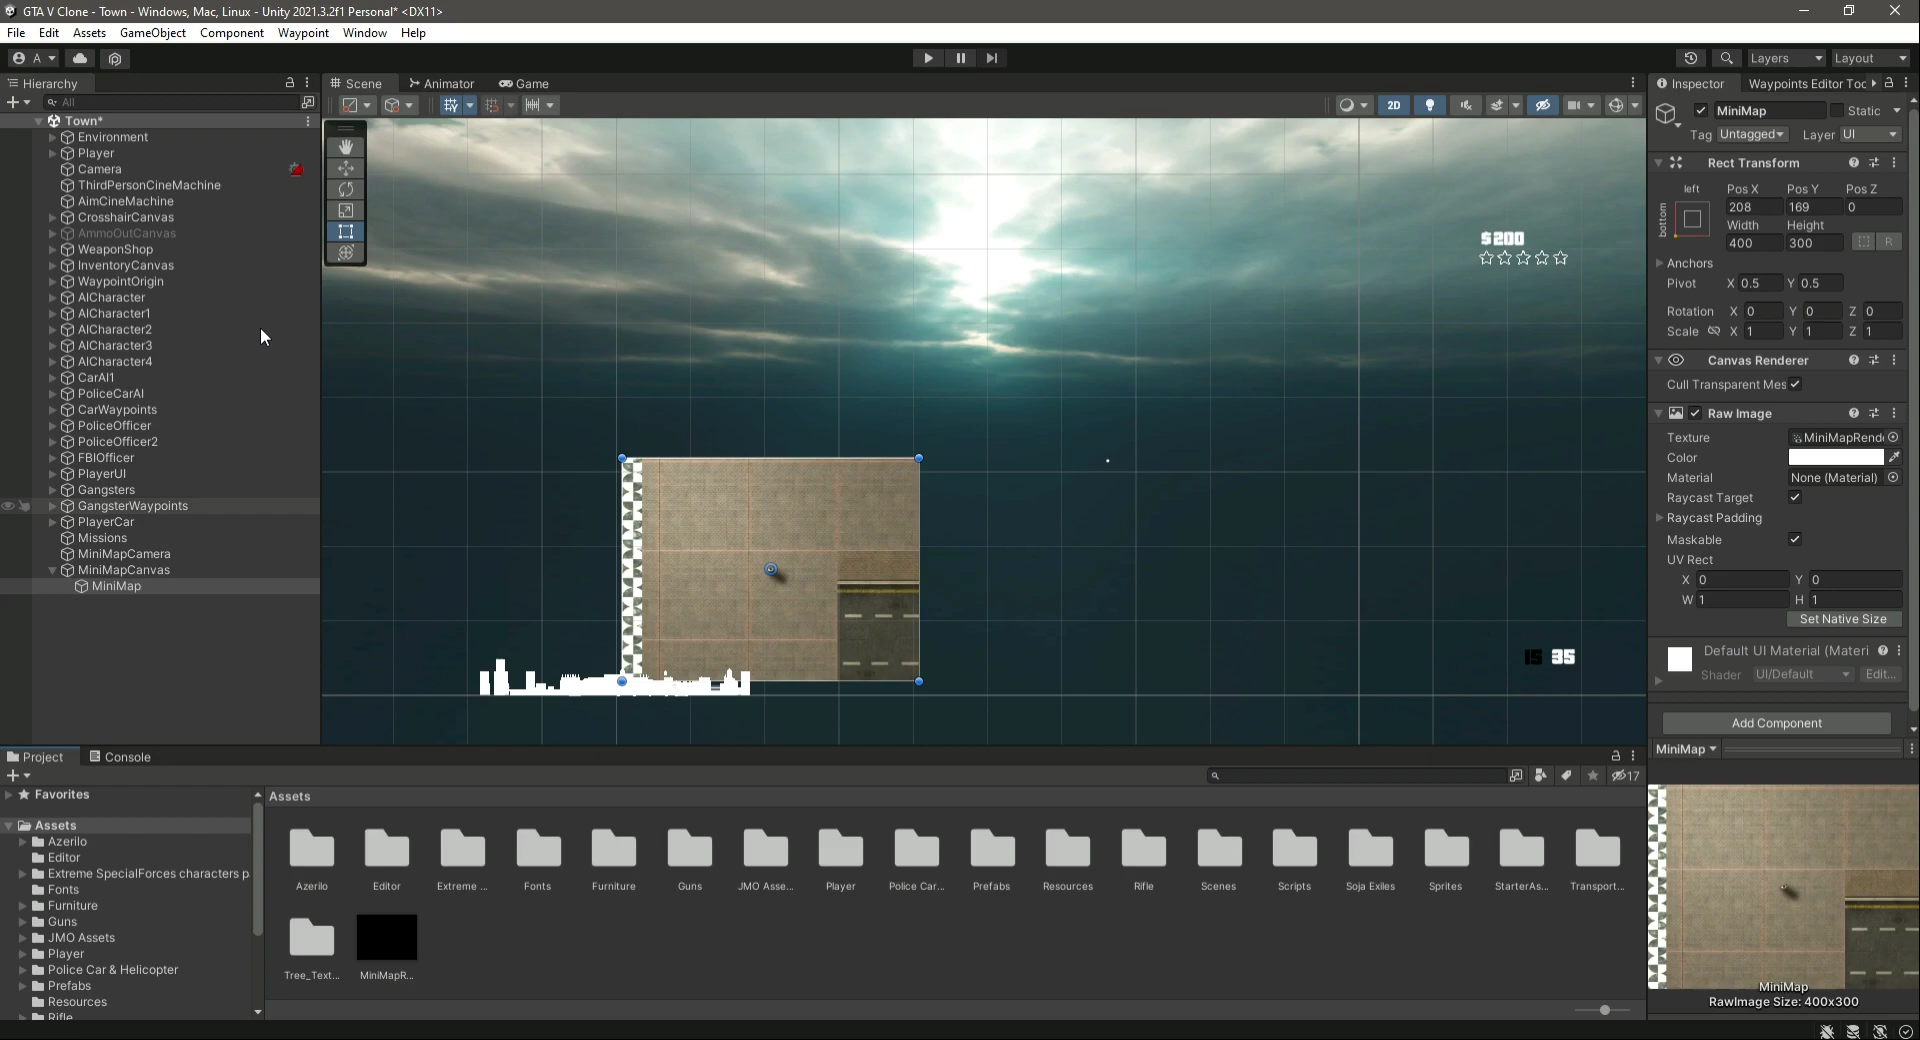 GTA V Clone - Town - Windows, Mac, Linux - Unity 2021.3.2f1 Personal* <DX11>
File Edit Assets GameObject Component Waypoint Window Help
A
Layers Layout
Hierarchy
Scene Animator Game
Inspector Waypoints Editor Toc
All
2D
Town*
Environment
Player
Camera
ThirdPersonCineMachine
AimCineMachine
CrosshairCanvas
AmmoOutCanvas
WeaponShop
InventoryCanvas
WaypointOrigin
AICharacter
AICharacter1
AICharacter2
AICharacter3
AICharacter4
CarAI1
PoliceCarAI
CarWaypoints
PoliceOfficer
PoliceOfficer2
FBIOfficer
PlayerUI
Gangsters
GangsterWaypoints
PlayerCar
Missions
MiniMapCamera
MiniMapCanvas
MiniMap
$200
15 35
MiniMap Static
Tag Untagged Layer UI
Rect Transform
left Pos X Pos Y Pos Z
bottom 208 169 0
Width Height
400 300 R
Anchors
Pivot X 0.5 Y 0.5
Rotation X 0 Y 0 Z 0
Scale X 1 Y 1 Z 1
Canvas Renderer
Cull Transparent Mes
Raw Image
Texture MiniMapRend
Color
Material None (Material)
Raycast Target
Raycast Padding
Maskable
UV Rect
X 0 Y 0
W 1 H 1
Set Native Size
Default UI Material (Materi
Shader UI/Default Edit...
Add Component
MiniMap
MiniMap
RawImage Size: 400x300
Project Console
17
Favorites
Assets
Azerilo
Editor
Extreme SpecialForces characters p
Fonts
Furniture
Guns
JMO Assets
Player
Police Car & Helicopter
Prefabs
Resources
Rifle
Assets
Azerilo Editor Extreme ... Fonts Furniture Guns JMO Asse... Player Police Car... Prefabs Resources Rifle Scenes Scripts Soja Exiles Sprites StarterAs... Transport...
Tree_Text... MiniMapR...